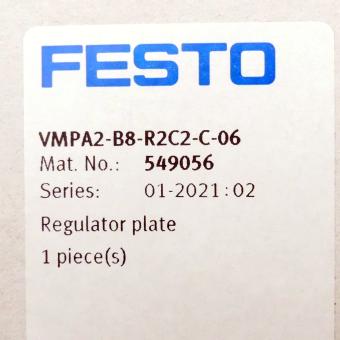 FESTO
VMPA2-B8-R2C2-C-06
Mat. No.: 549056
Series: 01-2021:02
Regulator plate
1 piece(s)